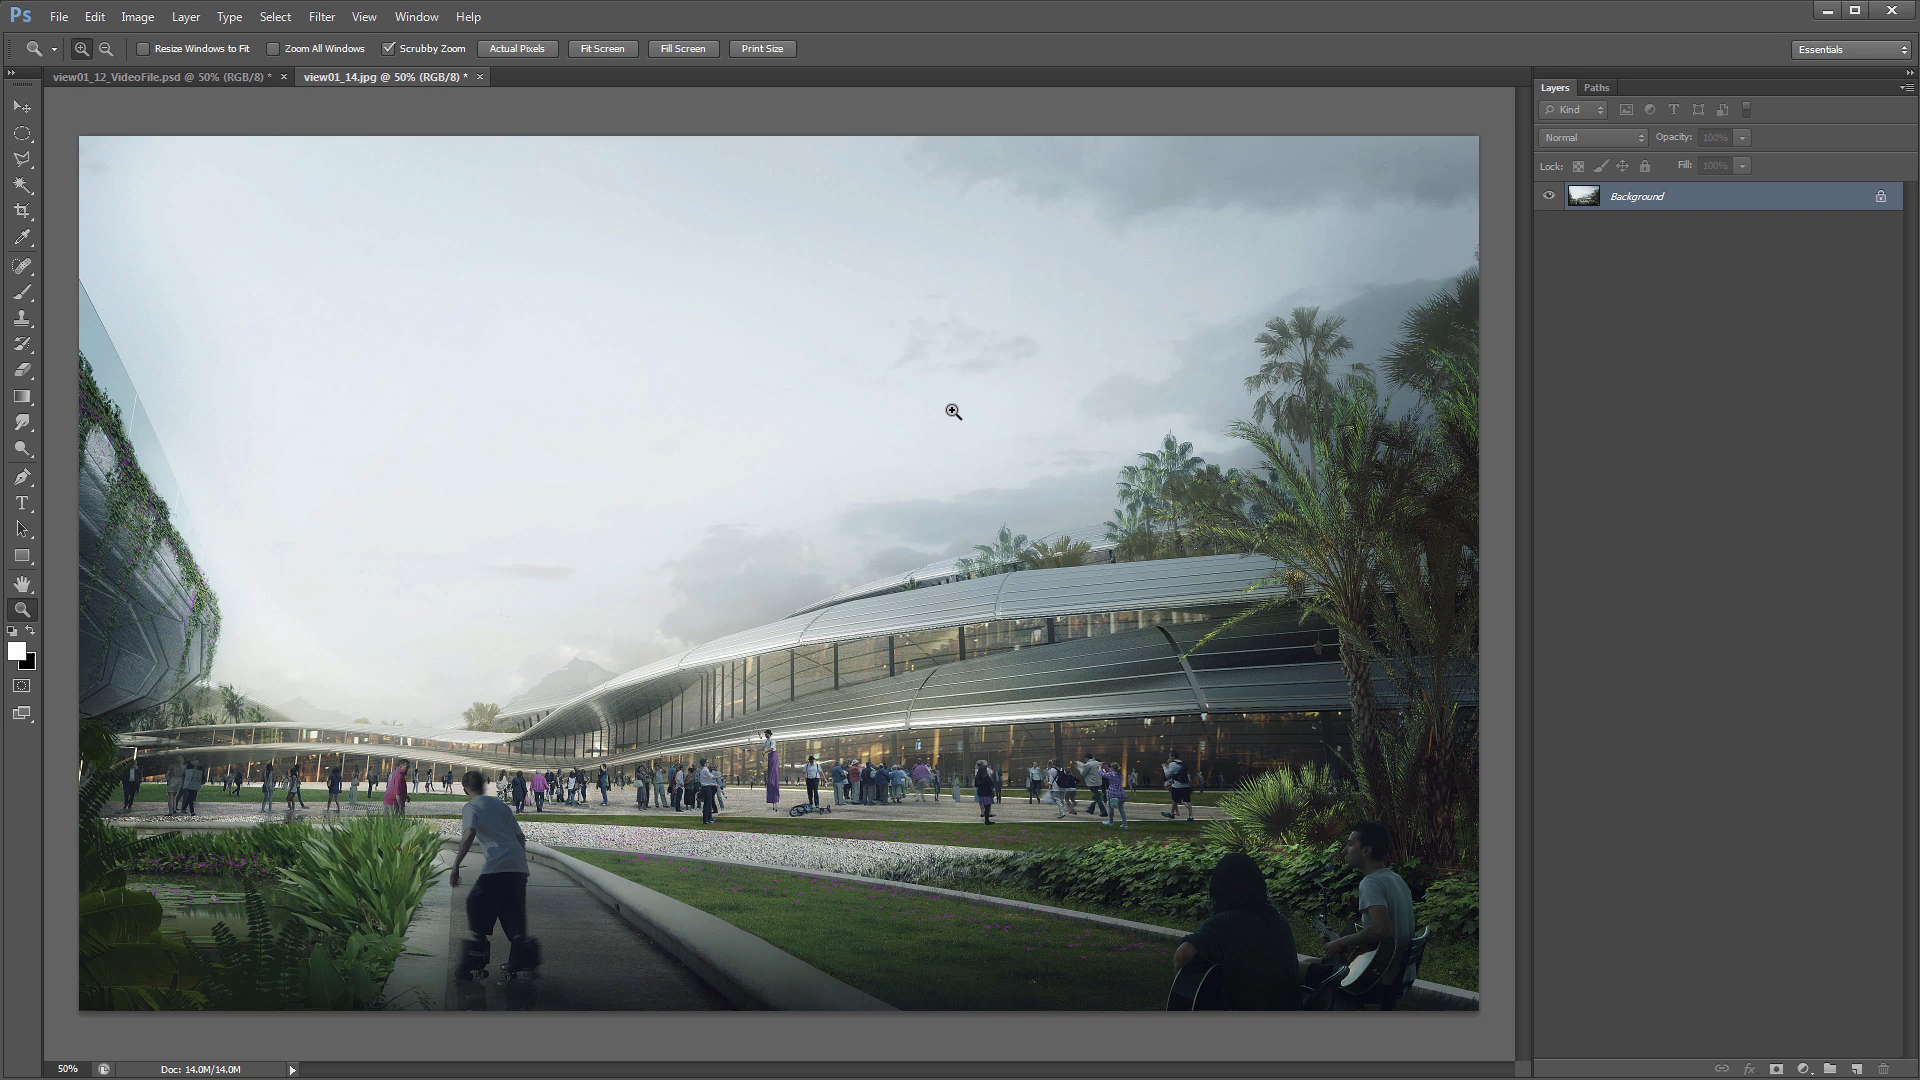 Ps File Edit Image Layer Type Select Filter View Window Help
Resize Windows to Fit Zoom All Windows Scrubby Zoom Actual Pixels Fit Screen Fill Screen Print Size Essentials
view01_12_VideoFile.psd @ 50% (RGB/8) * view01_14.jpg @ 50% (RGB/8) *
Layers Paths
Kind
Normal Opacity: 100%
Lock: Fill: 100%
Background
50% Doc: 14.0M/14.0M